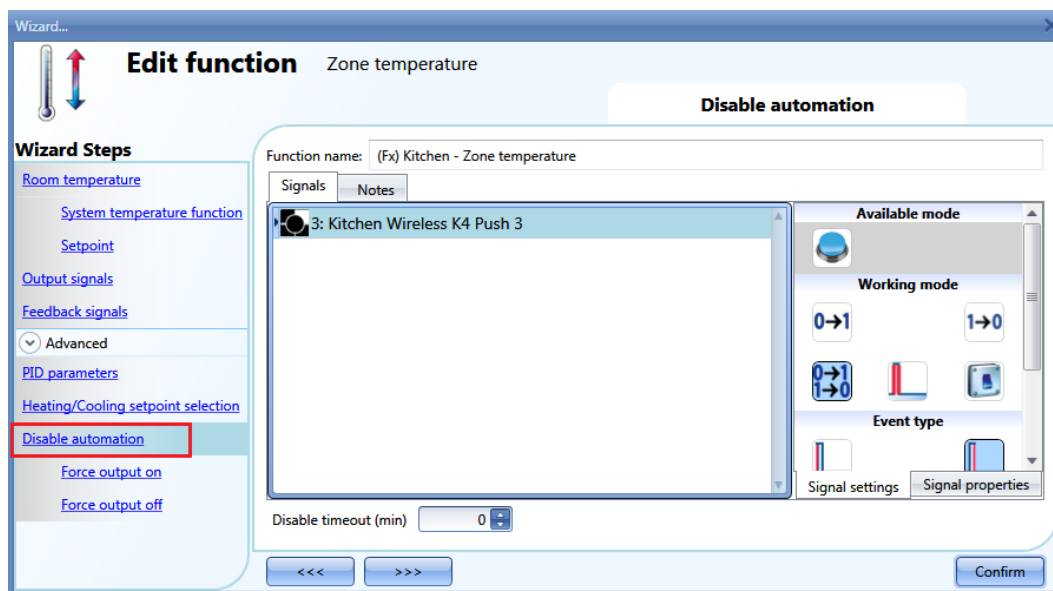 Wizard...
Edit function Zone temperature
Disable automation
Wizard Steps
Room temperature
System temperature function
Setpoint
Output signals
Feedback signals
Advanced
PID parameters
Heating/Cooling setpoint selection
Disable automation
Force output on
Force output off
Function name: (Fx) Kitchen - Zone temperature
Signals Notes
3: Kitchen Wireless K4 Push 3
Available mode
Working mode
0→1 1→0
0→1
1→0
Event type
Signal settings Signal properties
Disable timeout (min) 0
<<< >>> Confirm